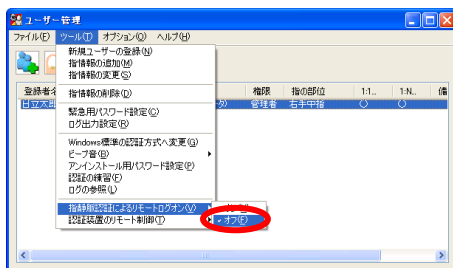 ユーザー管理
ファイル(F) ツール(T) オプション(O) ヘルプ(H)
新規ユーザーの登録(N)
指情報の追加(M)
指情報の変更(S)
指情報の削除(D)
緊急用パスワード設定(C)
ログ出力設定(R)
Windows標準の認証方式へ変更(G)
ビープ音(B)
アンインストール用パスワード設定(P)
認証の練習(E)
ログの参照(L)
指静脈認証によるリモートログオン(V)
認証装置のリモート制御(T)
オフ(F)
登録者 権限 指の部位 1:1... 1:N... 備
日立太郎 管理者 右手中指 ○ ○